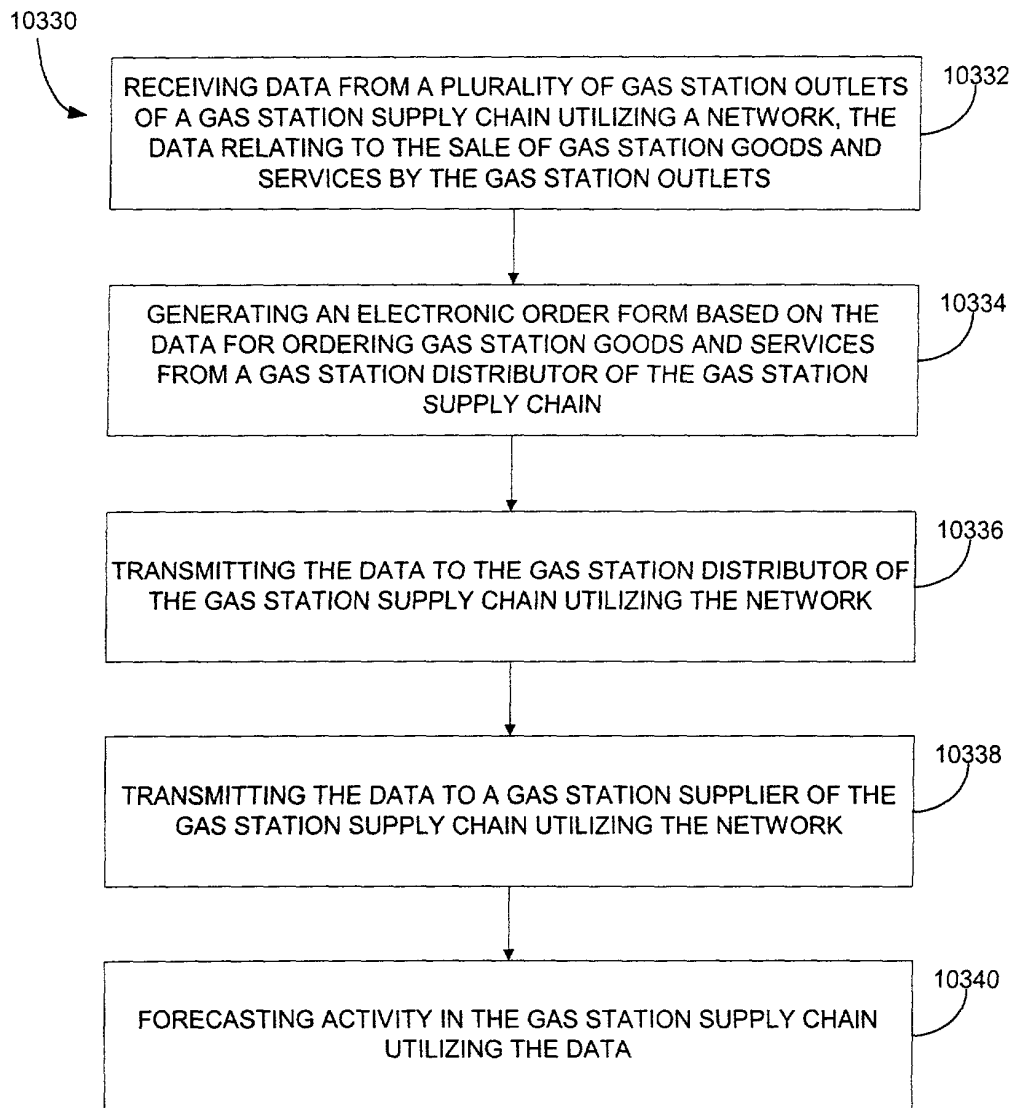 10330
RECEIVING DATA FROM A PLURALITY OF GAS STATION OUTLETS
OF A GAS STATION SUPPLY CHAIN UTILIZING A NETWORK, THE
DATA RELATING TO THE SALE OF GAS STATION GOODS AND
SERVICES BY THE GAS STATION OUTLETS
10332
GENERATING AN ELECTRONIC ORDER FORM BASED ON THE
DATA FOR ORDERING GAS STATION GOODS AND SERVICES
FROM A GAS STATION DISTRIBUTOR OF THE GAS STATION
SUPPLY CHAIN
10334
TRANSMITTING THE DATA TO THE GAS STATION DISTRIBUTOR OF
THE GAS STATION SUPPLY CHAIN UTILIZING THE NETWORK
10336
TRANSMITTING THE DATA TO A GAS STATION SUPPLIER OF THE
GAS STATION SUPPLY CHAIN UTILIZING THE NETWORK
10338
FORECASTING ACTIVITY IN THE GAS STATION SUPPLY CHAIN
UTILIZING THE DATA
10340